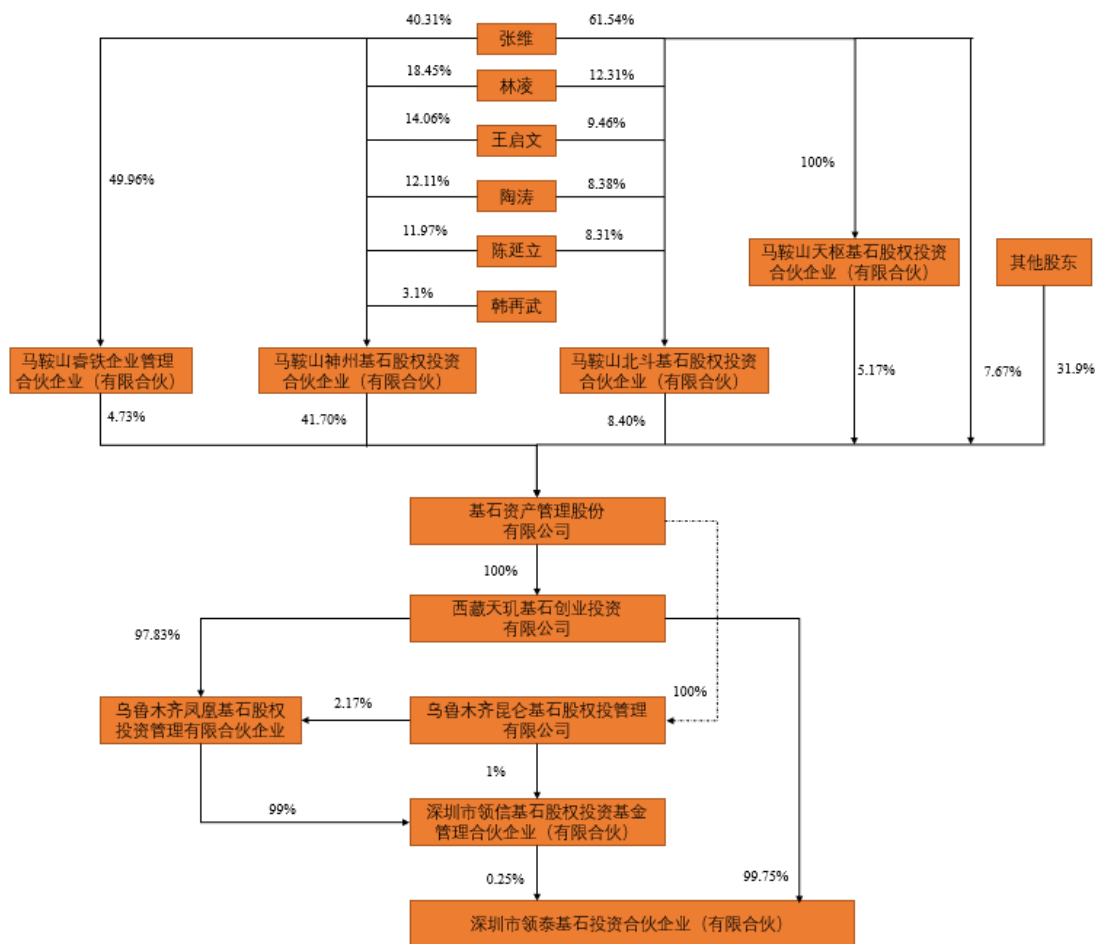 40.31%
张维
61.54%
18.45%
林凌
12.31%
14.06%
王启文
9.46%
49.96%
100%
12.11%
陶涛
8.38%
11.97%
陈延立
8.31%
马鞍山天枢基石股权投资
合伙企业（有限合伙）
其他股东
3.1%
韩再武
马鞍山睿铁企业管理
合伙企业（有限合伙）
马鞍山神州基石股权投资
合伙企业（有限合伙）
马鞍山北斗基石股权投资
合伙企业（有限合伙）
5.17%
7.67%
31.9%
4.73%
41.70%
8.40%
基石资产管理股份
有限公司
100%
西藏天玑基石创业投资
有限公司
97.83%
100%
乌鲁木齐凤凰基石股权
投资管理有限合伙企业
2.17%
乌鲁木齐昆仑基石股权投管理
有限公司
1%
99%
深圳市领信基石股权投资基金
管理合伙企业（有限合伙）
0.25%
99.75%
深圳市领泰基石投资合伙企业（有限合伙）